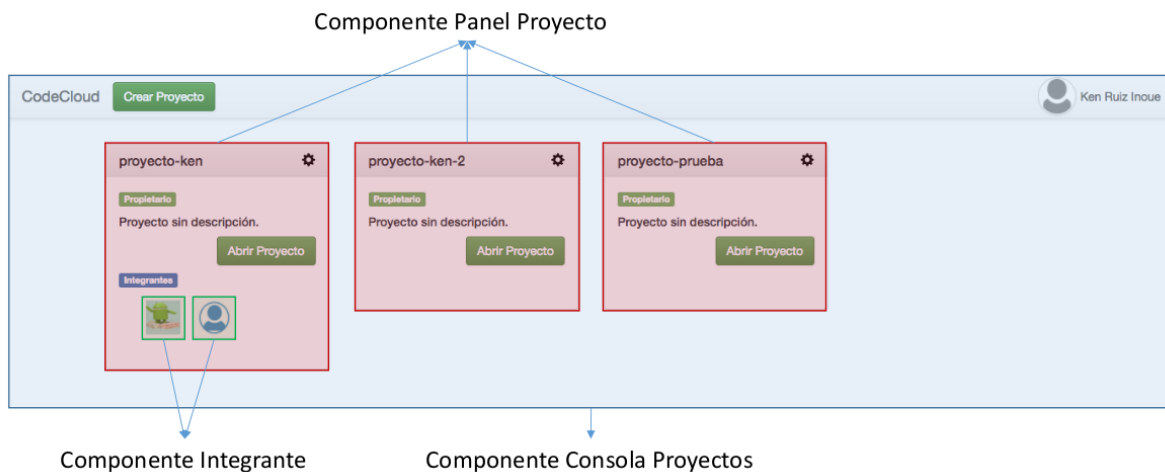 Componente Panel Proyecto
CodeCloud Crear Proyecto Ken Ruiz Inoue
proyecto-ken proyecto-ken-2 proyecto-prueba
Propietario Propietario Propietario
Proyecto sin descripción. Proyecto sin descripción. Proyecto sin descripción.
Abrir Proyecto Abrir Proyecto Abrir Proyecto
Integrantes
Componente Integrante Componente Consola Proyectos